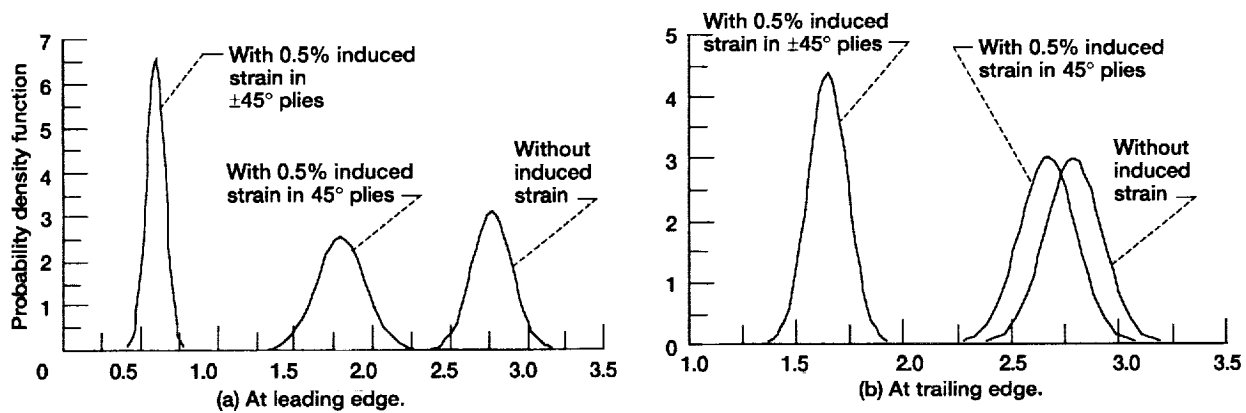 Probability density function
7
6
5
4
3
2
1
0
0.5
1.0
1.5
2.0
2.5
3.0
3.5
With 0.5% induced
strain in
±45° plies
With 0.5% induced
strain in 45° plies
Without
induced
strain
(a) At leading edge.
5
4
3
2
1
0
1.0
1.5
2.0
2.5
3.0
3.5
With 0.5% induced
strain in ±45° plies
With 0.5% induced
strain in 45° plies
Without
induced
strain
(b) At trailing edge.